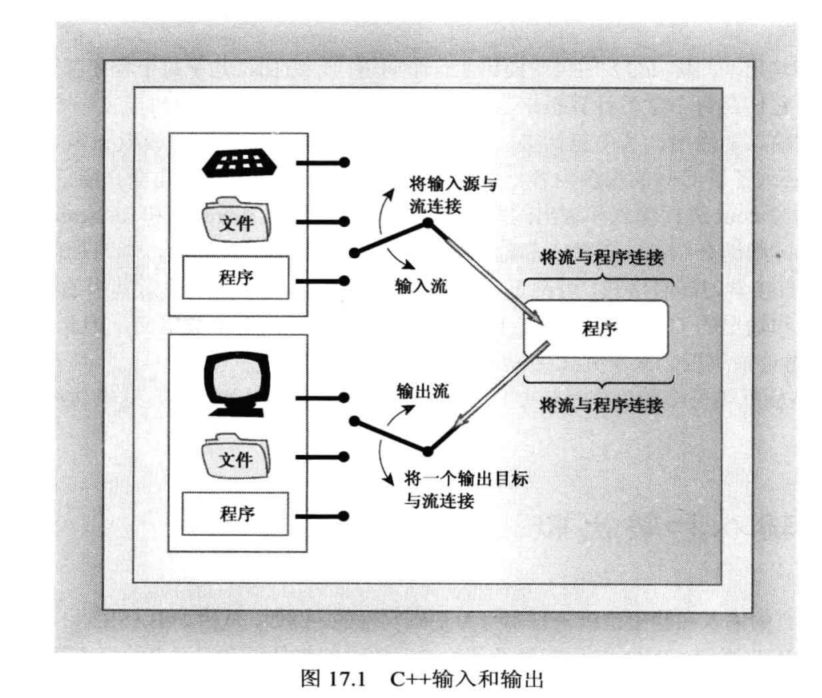 将输入源与
流连接
文件
程序
输入流
将流与程序连接
程序
将流与程序连接
输出流
文件
程序
将一个输出目标
与流连接
图 17.1 C++输入和输出